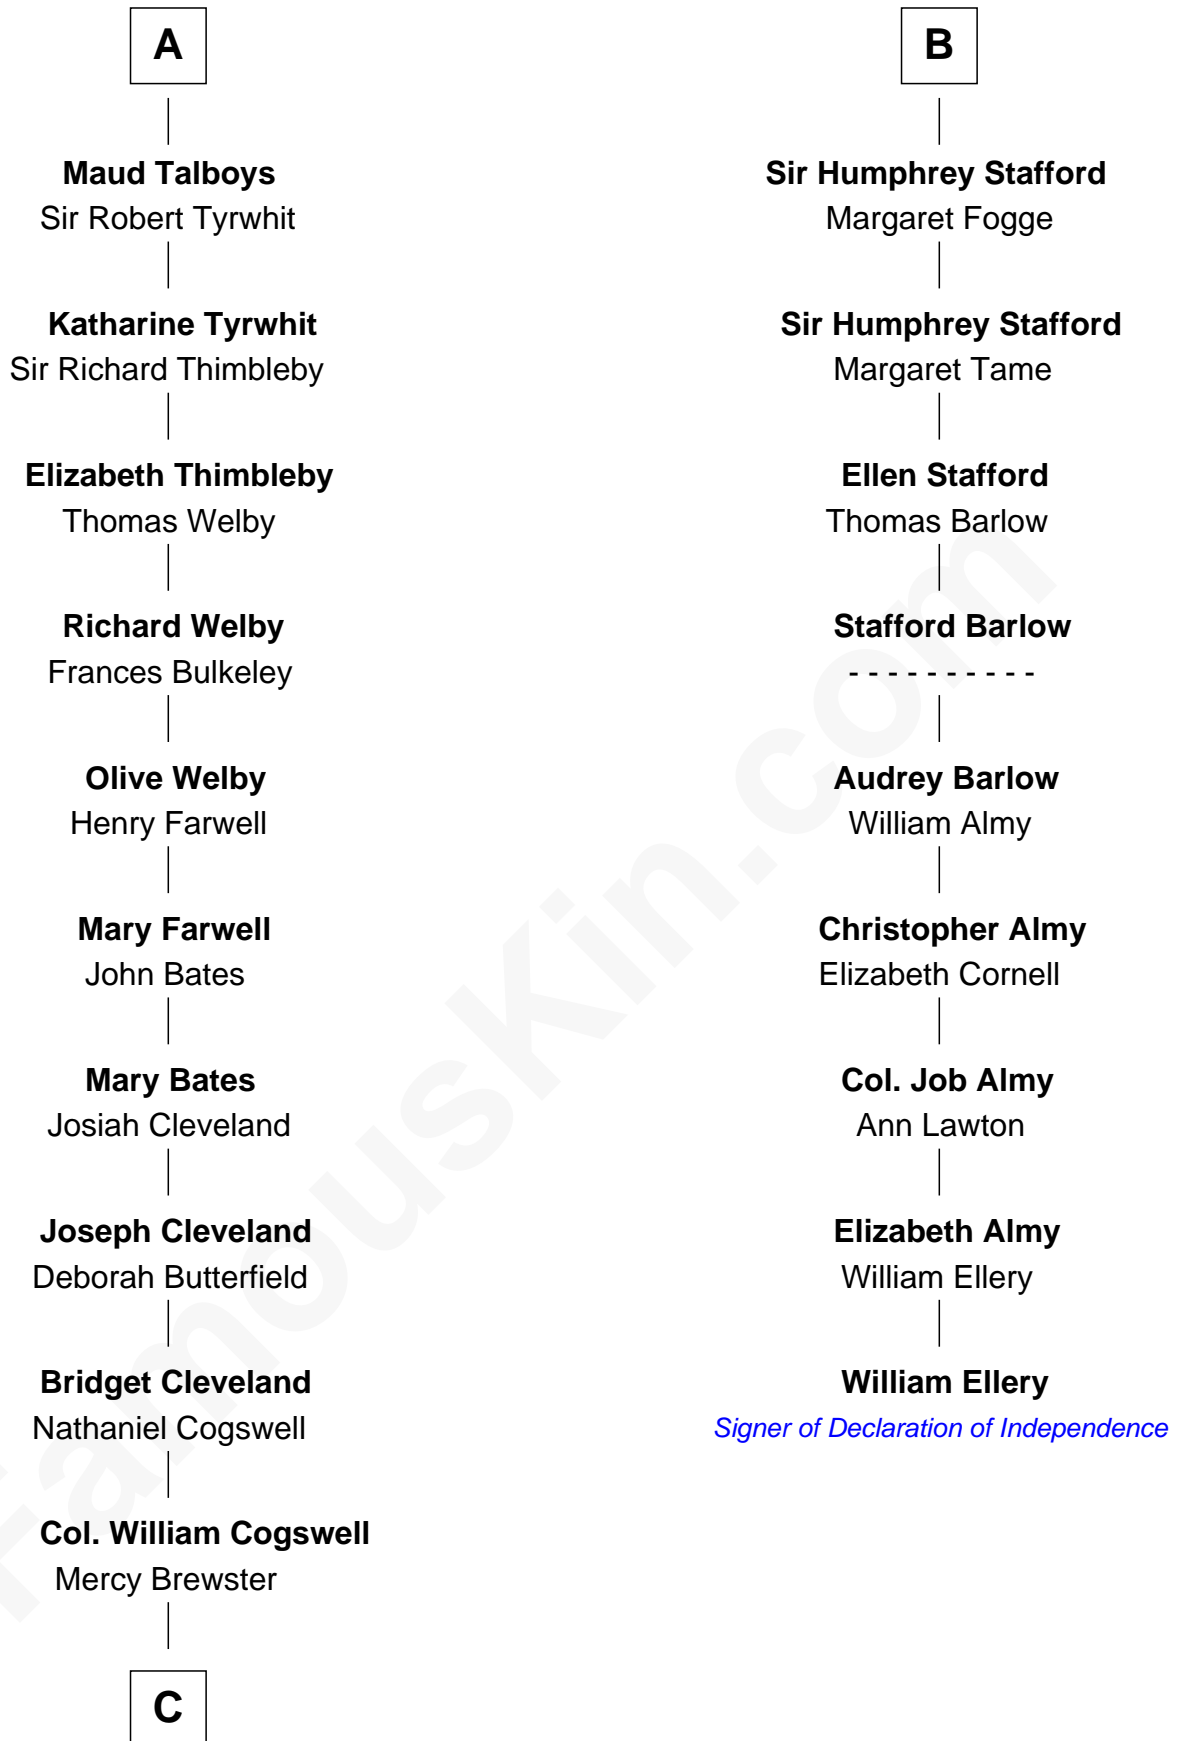 A
Maud Talboys
Sir Robert Tyrwhit
Katharine Tyrwhit
Sir Richard Thimbleby
Elizabeth Thimbleby
Thomas Welby
Richard Welby
Frances Bulkeley
Olive Welby
Henry Farwell
Mary Farwell
John Bates
Mary Bates
Josiah Cleveland
Joseph Cleveland
Deborah Butterfield
Bridget Cleveland
Nathaniel Cogswell
Col. William Cogswell
Mercy Brewster
C
B
Sir Humphrey Stafford
Margaret Fogge
Sir Humphrey Stafford
Margaret Tame
Ellen Stafford
Thomas Barlow
Stafford Barlow
- - - - - - - - - -
Audrey Barlow
William Almy
Christopher Almy
Elizabeth Cornell
Col. Job Almy
Ann Lawton
Elizabeth Almy
William Ellery
William Ellery
Signer of Declaration of Independence
FamousKin.com